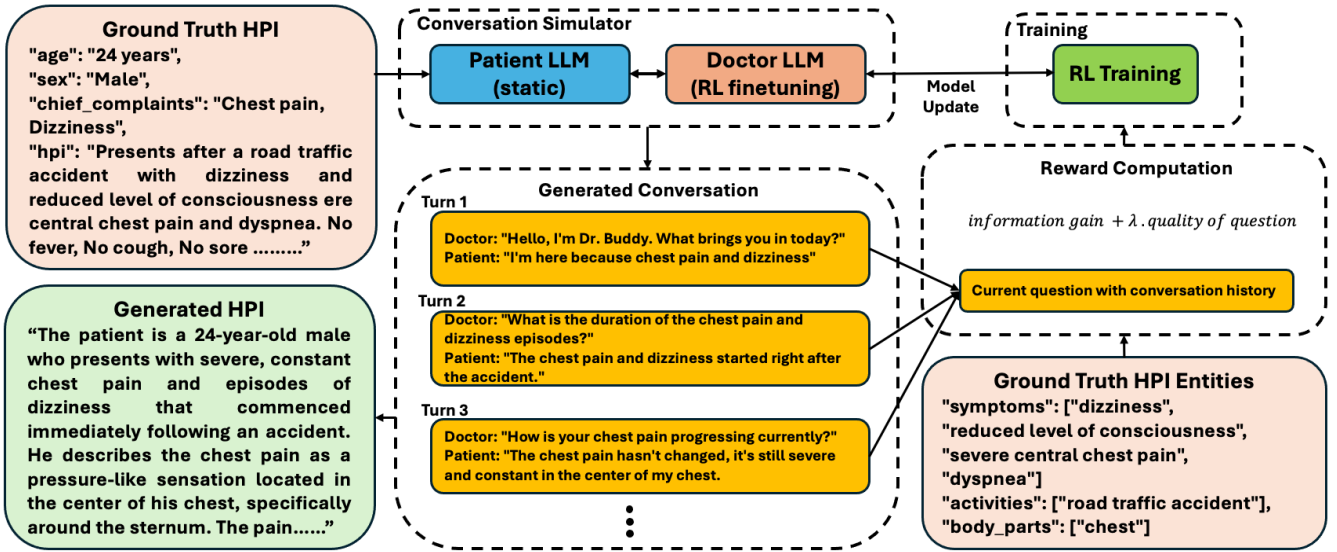 Ground Truth HPI
"age": "24 years",
"sex": "Male",
"chief_complaints": "Chest pain,
Dizziness",
"hpi": "Presents after a road traffic
accident with dizziness and
reduced level of consciousness ere
central chest pain and dyspnea. No
fever, No cough, No sore ………"
Generated HPI
"The patient is a 24-year-old male
who presents with severe, constant
chest pain and episodes of
dizziness that commenced
immediately following an accident.
He describes the chest pain as a
pressure-like sensation located in
the center of his chest, specifically
around the sternum. The pain……"
Conversation Simulator
Patient LLM
(static)
Doctor LLM
(RL finetuning)
Model
Update
Training
RL Training
Generated Conversation
Turn 1
Doctor: "Hello, I'm Dr. Buddy. What brings you in today?"
Patient: "I'm here because chest pain and dizziness"
Turn 2
Doctor: "What is the duration of the chest pain and
dizziness episodes?"
Patient: "The chest pain and dizziness started right after
the accident."
Turn 3
Doctor: "How is your chest pain progressing currently?"
Patient: "The chest pain hasn't changed, it's still severe
and constant in the center of my chest.
Reward Computation
information gain + λ . quality of question
Current question with conversation history
Ground Truth HPI Entities
"symptoms": ["dizziness",
"reduced level of consciousness",
"severe central chest pain",
"dyspnea"]
"activities": ["road traffic accident"],
"body_parts": ["chest"]